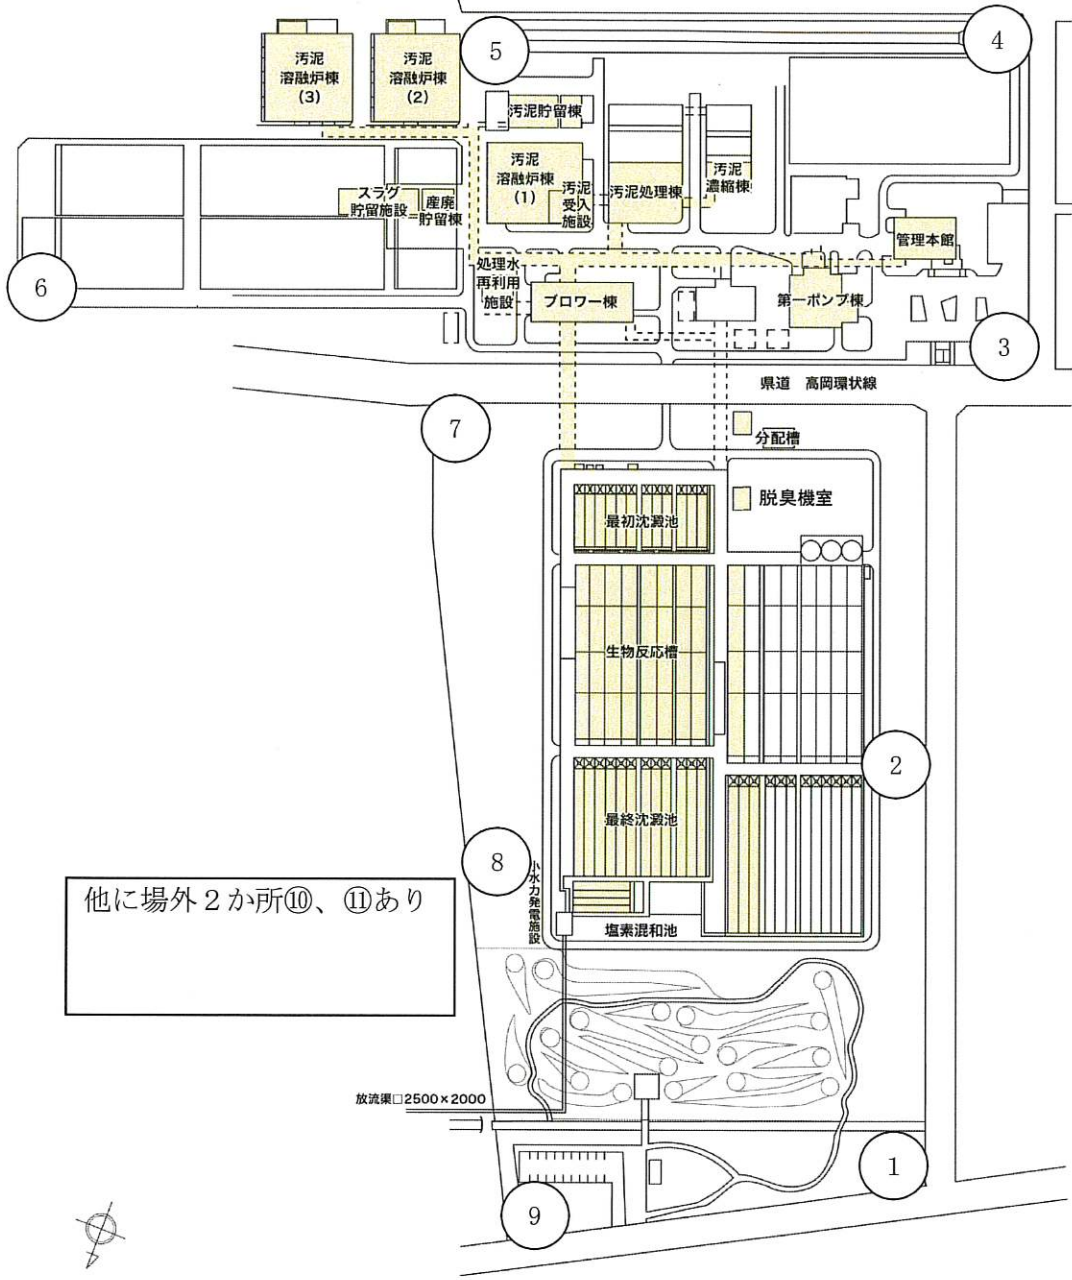 5
4
汚泥
溶融炉棟
(3)
汚泥
溶融炉棟
(2)
汚泥貯留棟
汚泥
溶融炉棟
(1)
汚泥
受入
施設
汚泥処理棟
汚泥
濃縮棟
スラグ
貯留施設
産廃
貯留棟
管理本館
6
処理水
再利用
施設
ブロワー棟
第一ポンプ棟
3
県道 高岡環状線
7
分配槽
脱臭機室
最初沈澱池
生物反応槽
2
最終沈澱池
8
小水力発電施設
他に場外2か所⑩、⑪あり
塩素混和池
放流渠□2500×2000
1
9